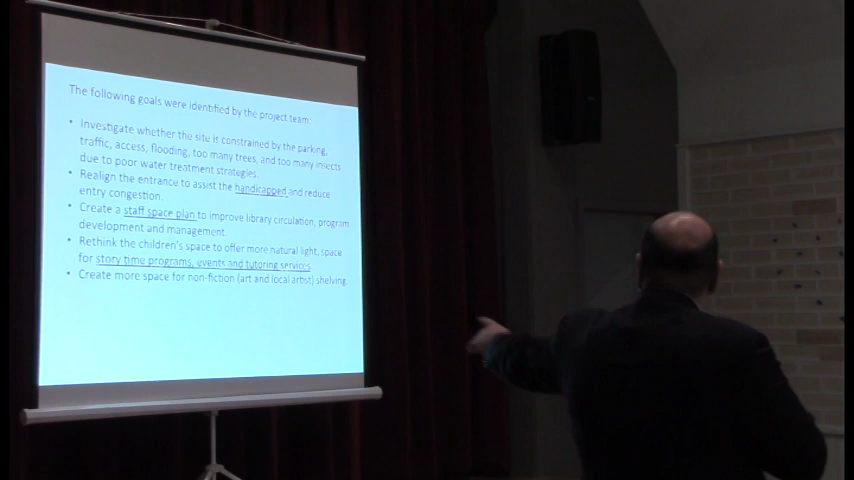 The following goals were identified by the project team:
• Investigate whether the site is constrained by the parking,
traffic, access, flooding, too many trees, and too many insects
due to poor water treatment strategies.
• Realign the entrance to assist the handicapped and reduce
entry congestion.
• Create a staff space plan to improve library circulation, program
development and management.
• Rethink the children's space to offer more natural light, space
for story time programs, events and tutoring services.
• Create more space for non-fiction (art and local artist) shelving.